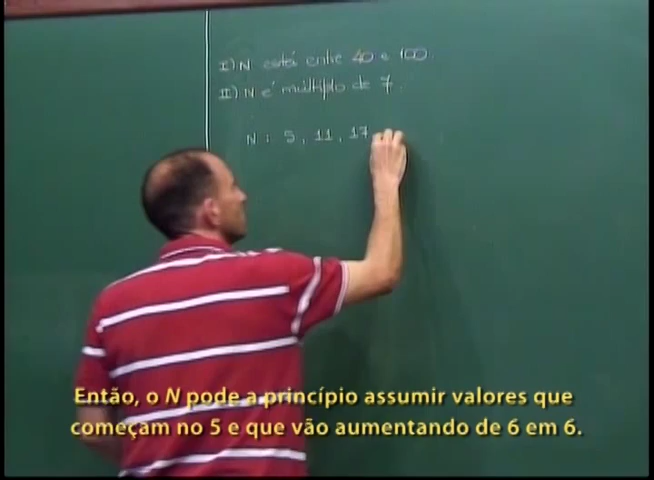 I) N está entre 40 e 100.
II) N é múltiplo de 7.
N : 5, 11, 17
Então, o N pode a princípio assumir valores que
começam no 5 e que vão aumentando de 6 em 6.